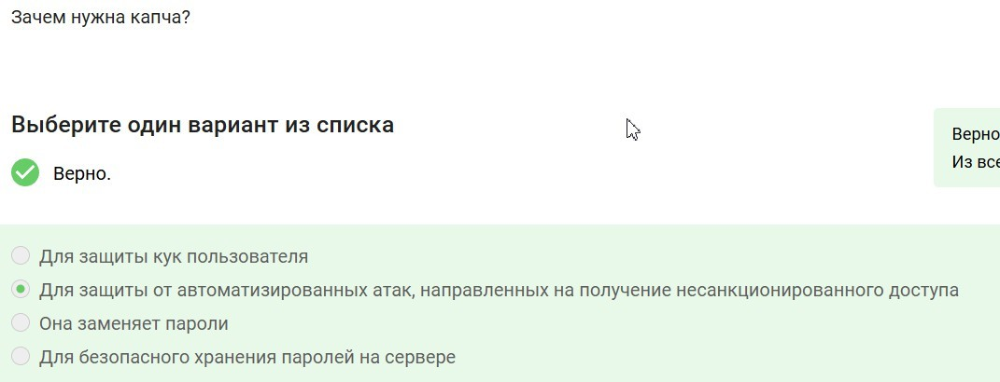 Зачем нужна капча?
Выберите один вариант из списка
Верно.
Верно
Из все
Для защиты кук пользователя
Для защиты от автоматизированных атак, направленных на получение несанкционированного доступа
Она заменяет пароли
Для безопасного хранения паролей на сервере